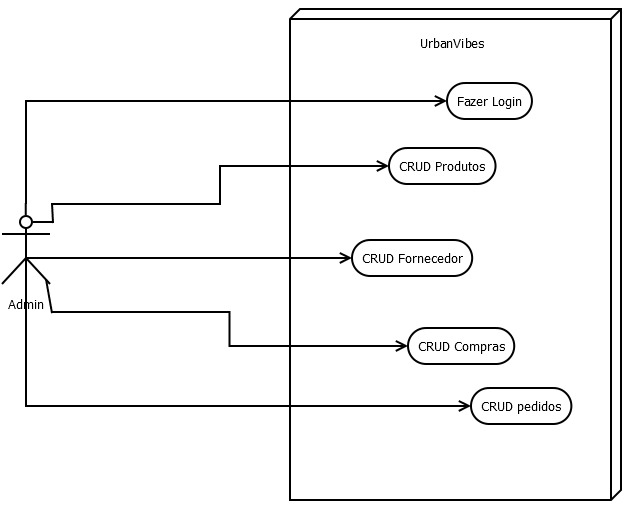 UrbanVibes
Fazer Login
CRUD Produtos
CRUD Fornecedor
Admin
CRUD Compras
CRUD pedidos